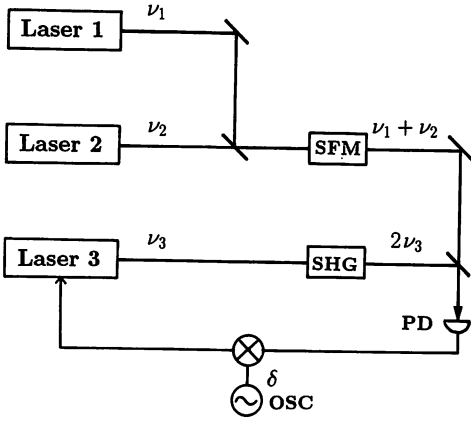 Laser 1
ν₁
Laser 2
ν₂
SFM
ν₁ + ν₂
Laser 3
ν₃
SHG
2ν₃
PD
δ
OSC